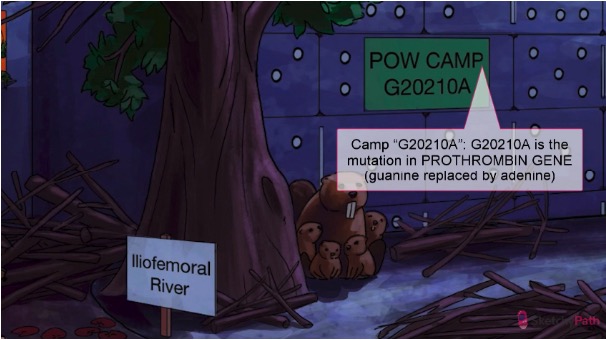 POW CAMP
G20210A
Camp “G20210A”: G20210A is the
mutation in PROTHROMBIN GENE
(guanine replaced by adenine)
Iliofemoral
River
SketchyPath